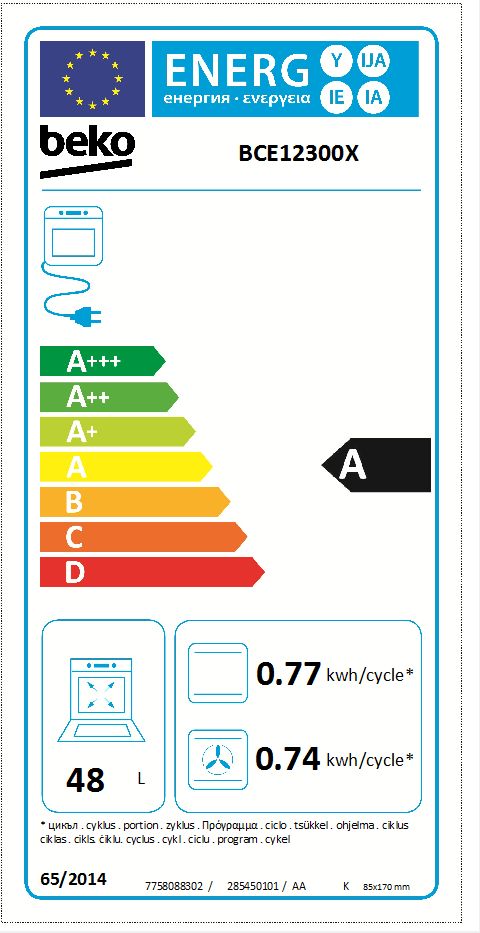 ENERG Y IJA
енергия · ενεργεια IE IA
beko
BCE12300X
A+++
A++
A+
A
A
B
C
D
0.77 kwh/cycle*
0.74 kwh/cycle*
48 L
* цикъл . cyklus . portion . zyklus . Πρόγραμμα . ciclo . tsükkel . ohjelma . ciklus
ciklas . cikls. ċiklu. cyclus . cykl . ciclu . program . cykel
65/2014 7758088302 / 285450101 / AA K 85x170 mm